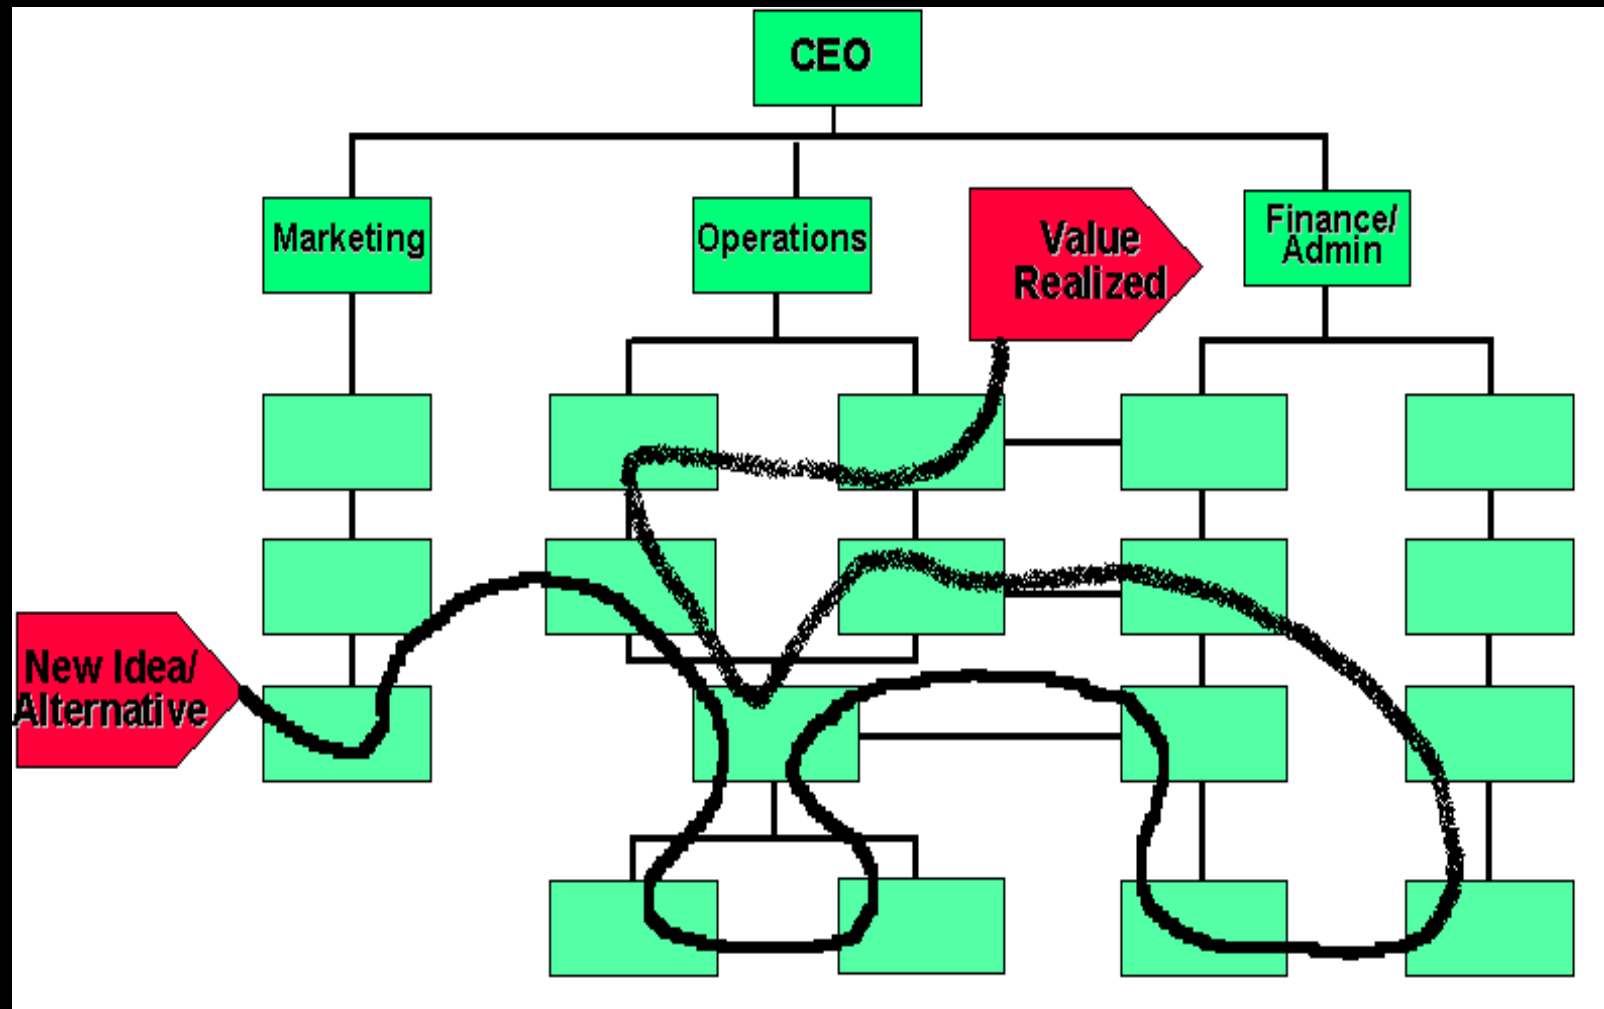 CEO
Marketing
Operations
Value
Realized
Finance/
Admin
New Idea/
Alternative